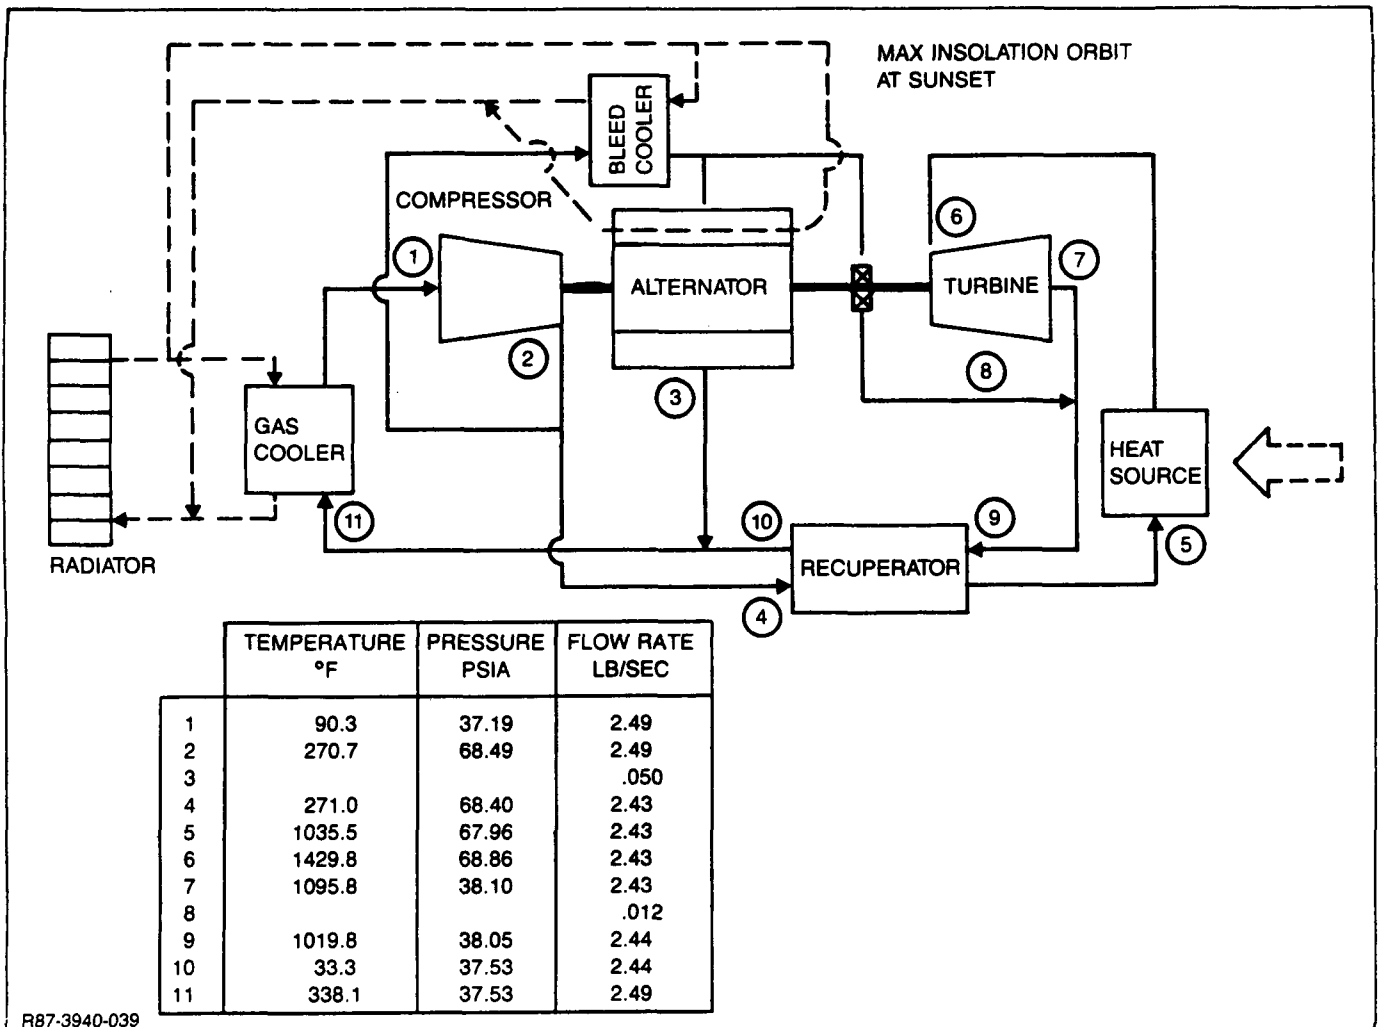 MAX INSOLATION ORBIT
AT SUNSET
BLEED
COOLER
COMPRESSOR
6
1
7
ALTERNATOR
TURBINE
2
8
3
GAS
COOLER
HEAT
SOURCE
11
10
9
5
RADIATOR
RECUPERATOR
4
TEMPERATURE PRESSURE FLOW RATE
°F PSIA LB/SEC
1 90.3 37.19 2.49
2 270.7 68.49 2.49
3 .050
4 271.0 68.40 2.43
5 1035.5 67.96 2.43
6 1429.8 68.86 2.43
7 1095.8 38.10 2.43
8 .012
9 1019.8 38.05 2.44
10 33.3 37.53 2.44
11 338.1 37.53 2.49
R87-3940-039